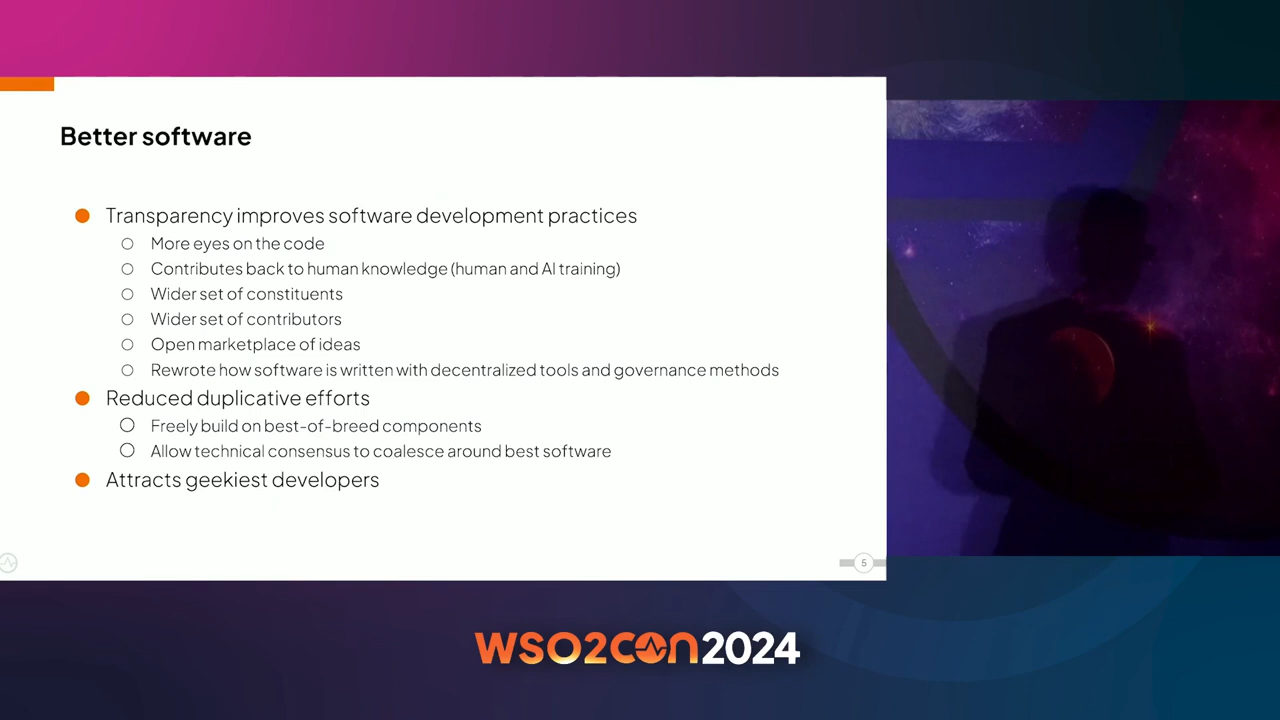 Better software
Transparency improves software development practices
More eyes on the code
Contributes back to human knowledge (human and AI training)
Wider set of constituents
Wider set of contributors
Open marketplace of ideas
Rewrote how software is written with decentralized tools and governance methods
Reduced duplicative efforts
Freely build on best-of-breed components
Allow technical consensus to coalesce around best software
Attracts geekiest developers
5
WSO2CON2024